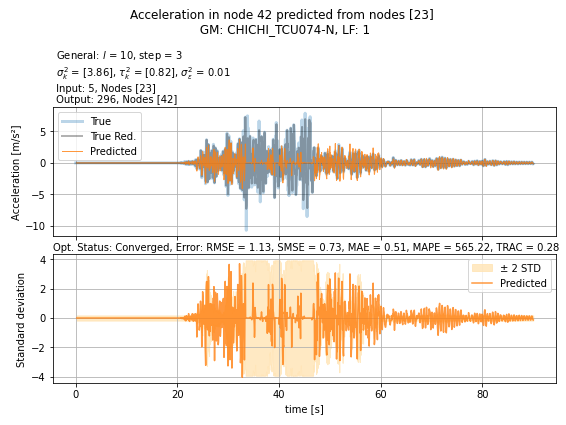 Acceleration in node 42 predicted from nodes [23]
GM: CHICHI_TCU074-N, LF: 1
General: l = 10, step = 3
σ²ₖ = [3.86], τ²ₖ = [0.82], σ²ε = 0.01
Input: 5, Nodes [23]
Output: 296, Nodes [42]
True
True Red.
Predicted
Acceleration [m/s²]
5
0
−5
−10
Opt. Status: Converged, Error: RMSE = 1.13, SMSE = 0.73, MAE = 0.51, MAPE = 565.22, TRAC = 0.28
± 2 STD
Predicted
Standard deviation
4
2
0
−2
−4
0 20 40 60 80
time [s]